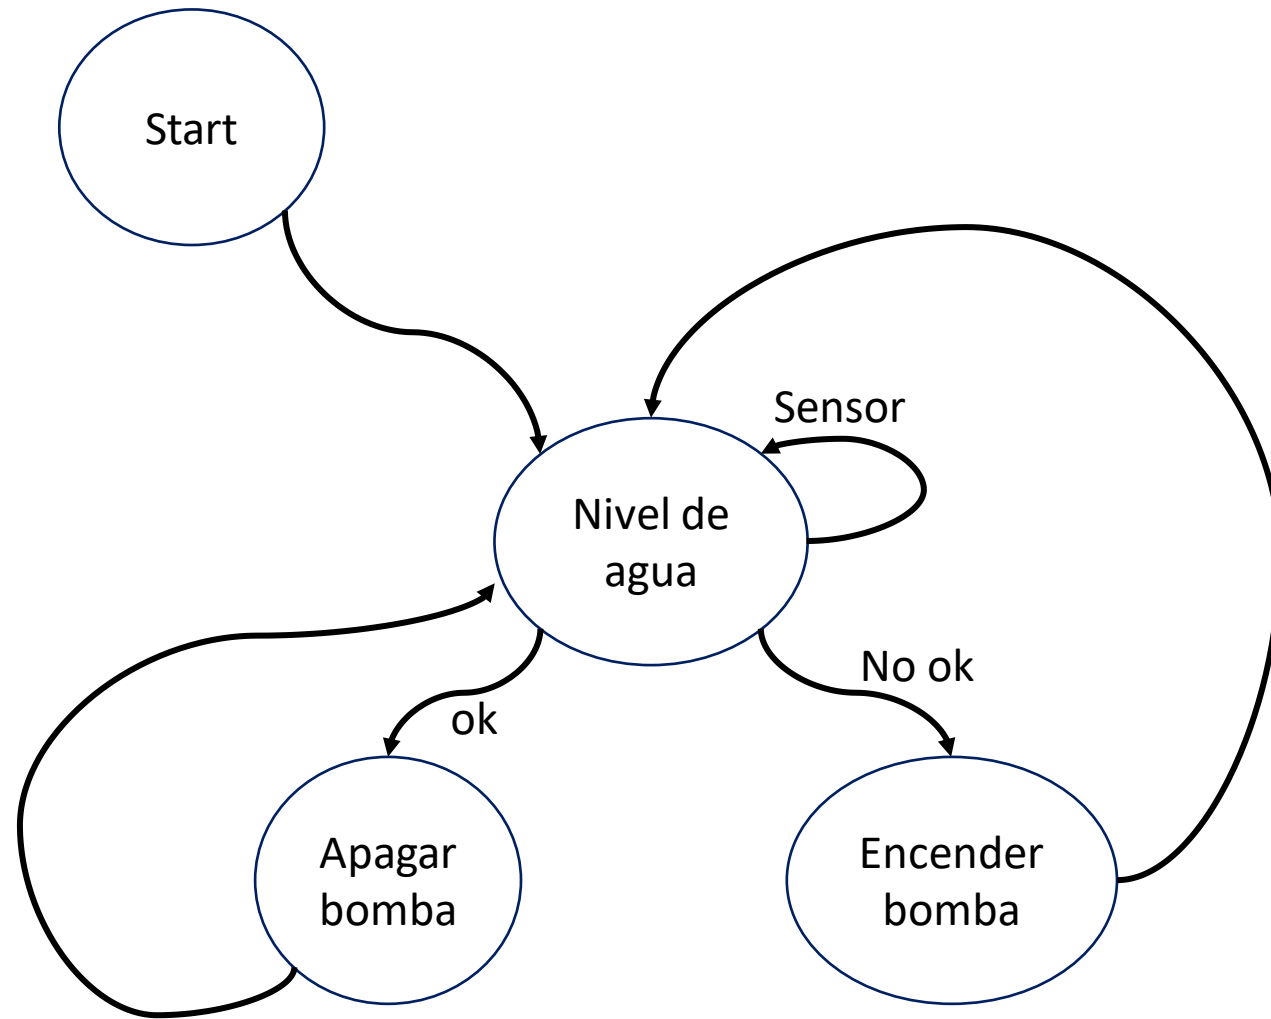 Start
Sensor
Nivel de
agua
No ok
ok
Apagar
bomba
Encender
bomba